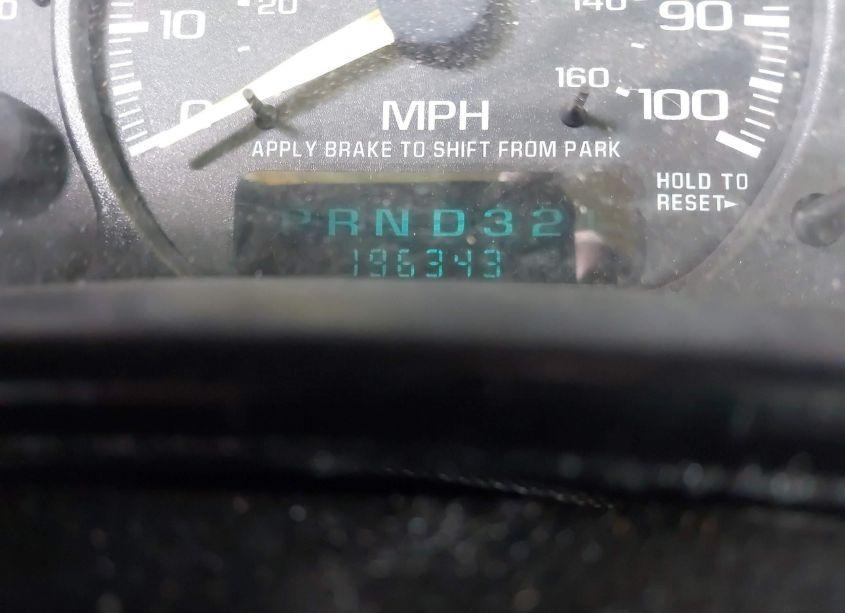 10 20 140 90
0 160 100
MPH
APPLY BRAKE TO SHIFT FROM PARK
HOLD TO
RESET
PRND32
196343